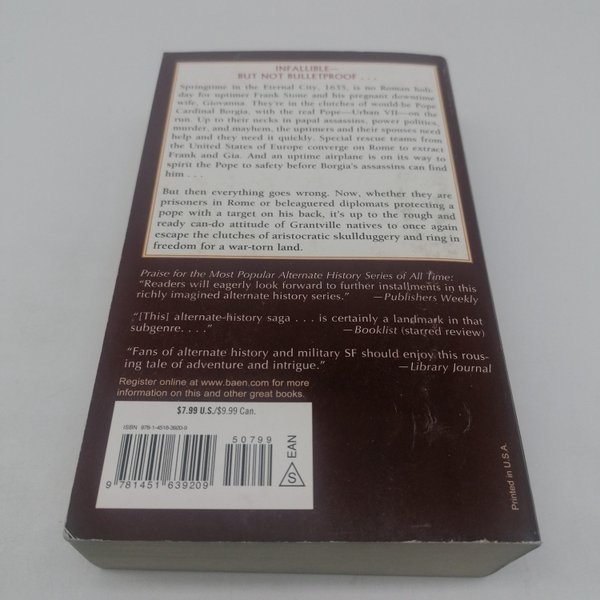 INFALLIBLE—
BUT NOT BULLETPROOF . . .
Springtime in the Eternal City, 1635, is no Roman holi-
day for uptimer Frank Stone and his pregnant downtime
wife, Giovanna. They're in the clutches of would-be Pope
Cardinal Borgia, with the real Pope—Urban VII—on the
run. Up to their necks in papal assassins, power politics,
murder, and mayhem, the uptimers and their spouses need
help and they need it quickly. Special rescue teams from
the United States of Europe converge on Rome to extract
Frank and Gia. And an uptime airplane is on its way to
spirit the Pope to safety before Borgia's assassins can find
him . . .
But then everything goes wrong. Now, whether they are
prisoners in Rome or beleaguered diplomats protecting a
pope with a target on his back, it's up to the rough and
ready can-do attitude of Grantville natives to once again
escape the clutches of aristocratic skullduggery and ring in
freedom for a war-torn land.
Praise for the Most Popular Alternate History Series of All Time:
"Readers will eagerly look forward to further installments in this
richly imagined alternate history series." —Publishers Weekly
"[This] alternate-history saga . . . is certainly a landmark in that
subgenre. . . ." —Booklist (starred review)
"Fans of alternate history and military SF should enjoy this rous-
ing tale of adventure and intrigue." —Library Journal
Register online at www.baen.com for more
information on this and other great books.
$7.99 U.S./$9.99 Can.
ISBN 978-1-4516-3920-9
50799
9 781451 639209
S EAN
Printed in U.S.A.